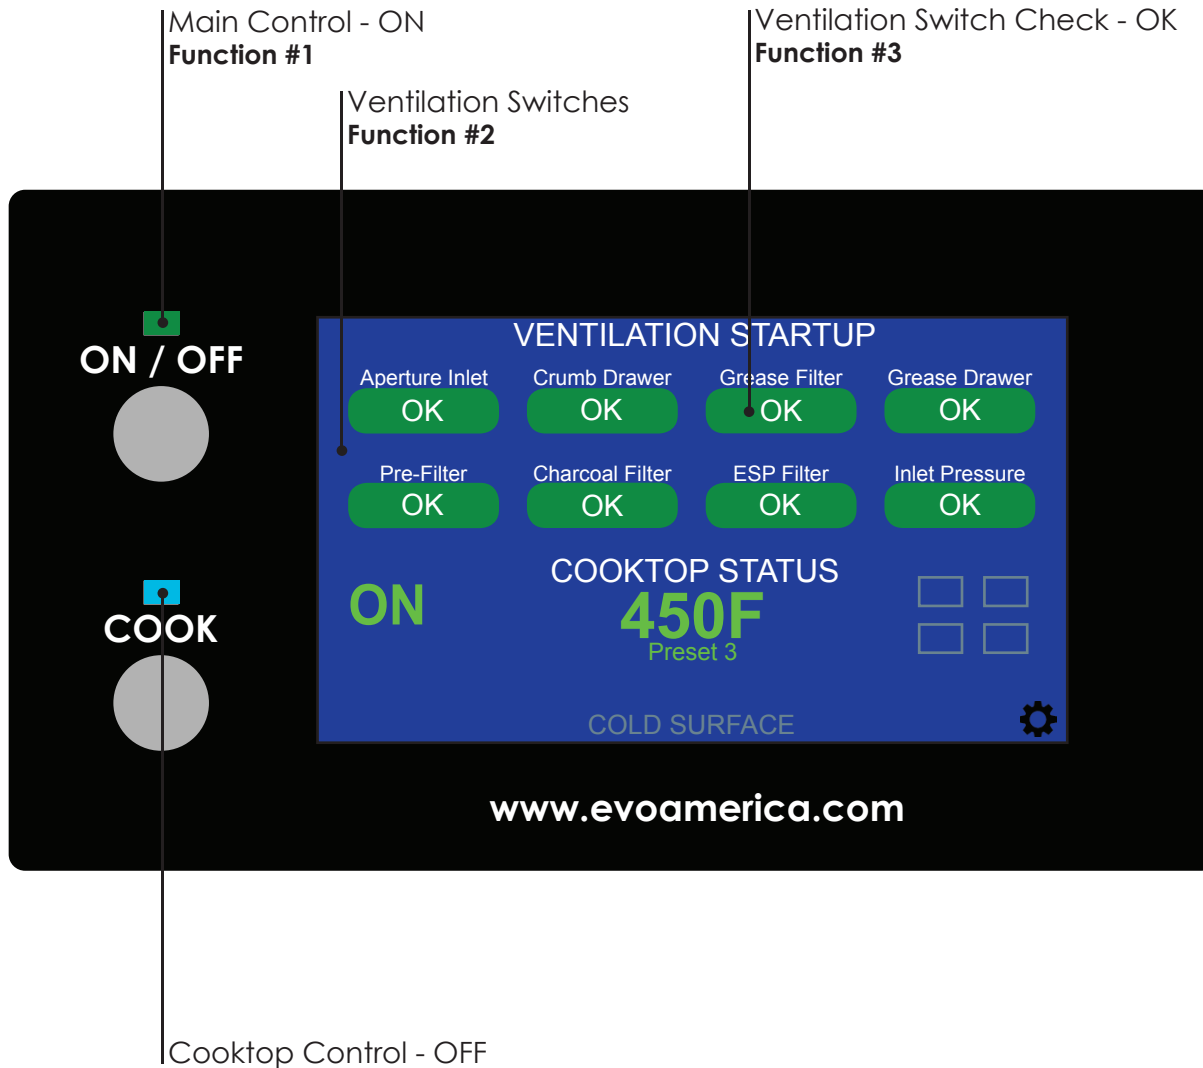 Main Control - ON
Function #1
Ventilation Switch Check - OK
Function #3
Ventilation Switches
Function #2
ON / OFF
COOK
VENTILATION STARTUP
Aperture Inlet Crumb Drawer Grease Filter Grease Drawer
OK OK OK OK
Pre-Filter Charcoal Filter ESP Filter Inlet Pressure
OK OK OK OK
COOKTOP STATUS
ON 450F
Preset 3
COLD SURFACE
www.evoamerica.com
Cooktop Control - OFF